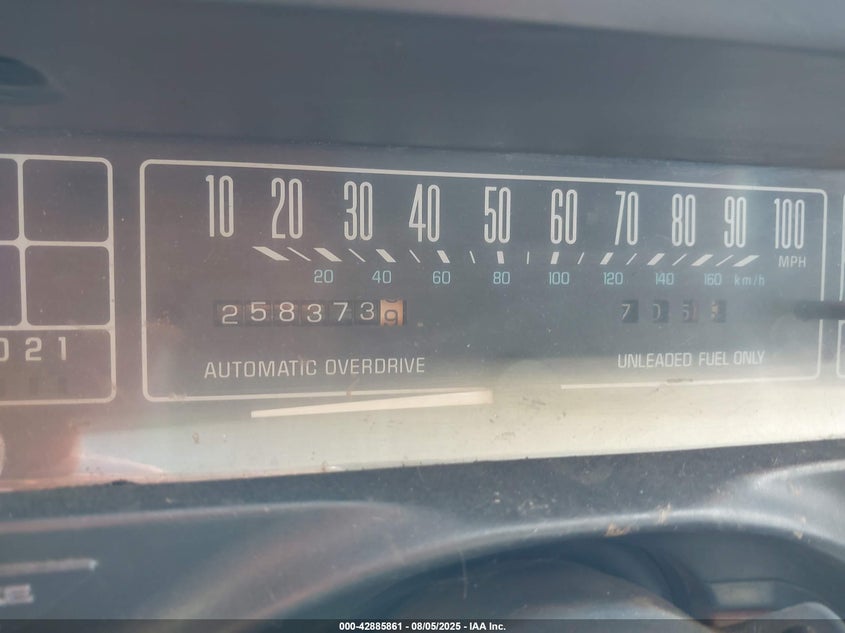 10 20 30 40 50 60 70 80 90 100
MPH
20 40 60 80 100 120 140 160 km/h
2583739
021
AUTOMATIC OVERDRIVE
UNLEADED FUEL ONLY
000-42885861 - 08/05/2025 - IAA Inc.